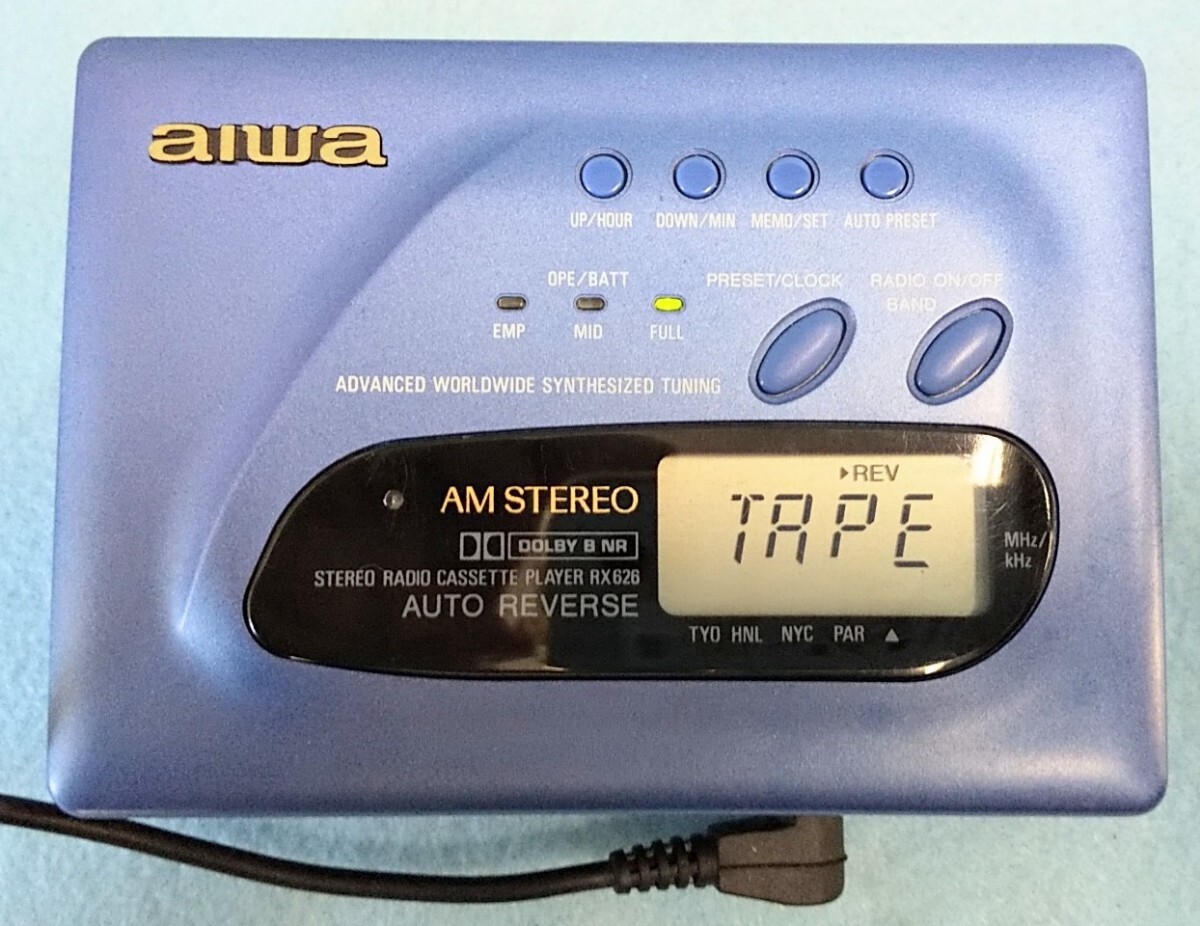 aiwa
UP/HOUR DOWN/MIN MEMO/SET AUTO PRESET
OPE/BATT
EMP MID FULL
PRESET/CLOCK
RADIO ON/OFF
BAND
ADVANCED WORLDWIDE SYNTHESIZED TUNING
AM STEREO
DOLBY B NR
STEREO RADIO CASSETTE PLAYER RX626
AUTO REVERSE
REV
TAPE
MHz/
kHz
TYO HNL NYC PAR